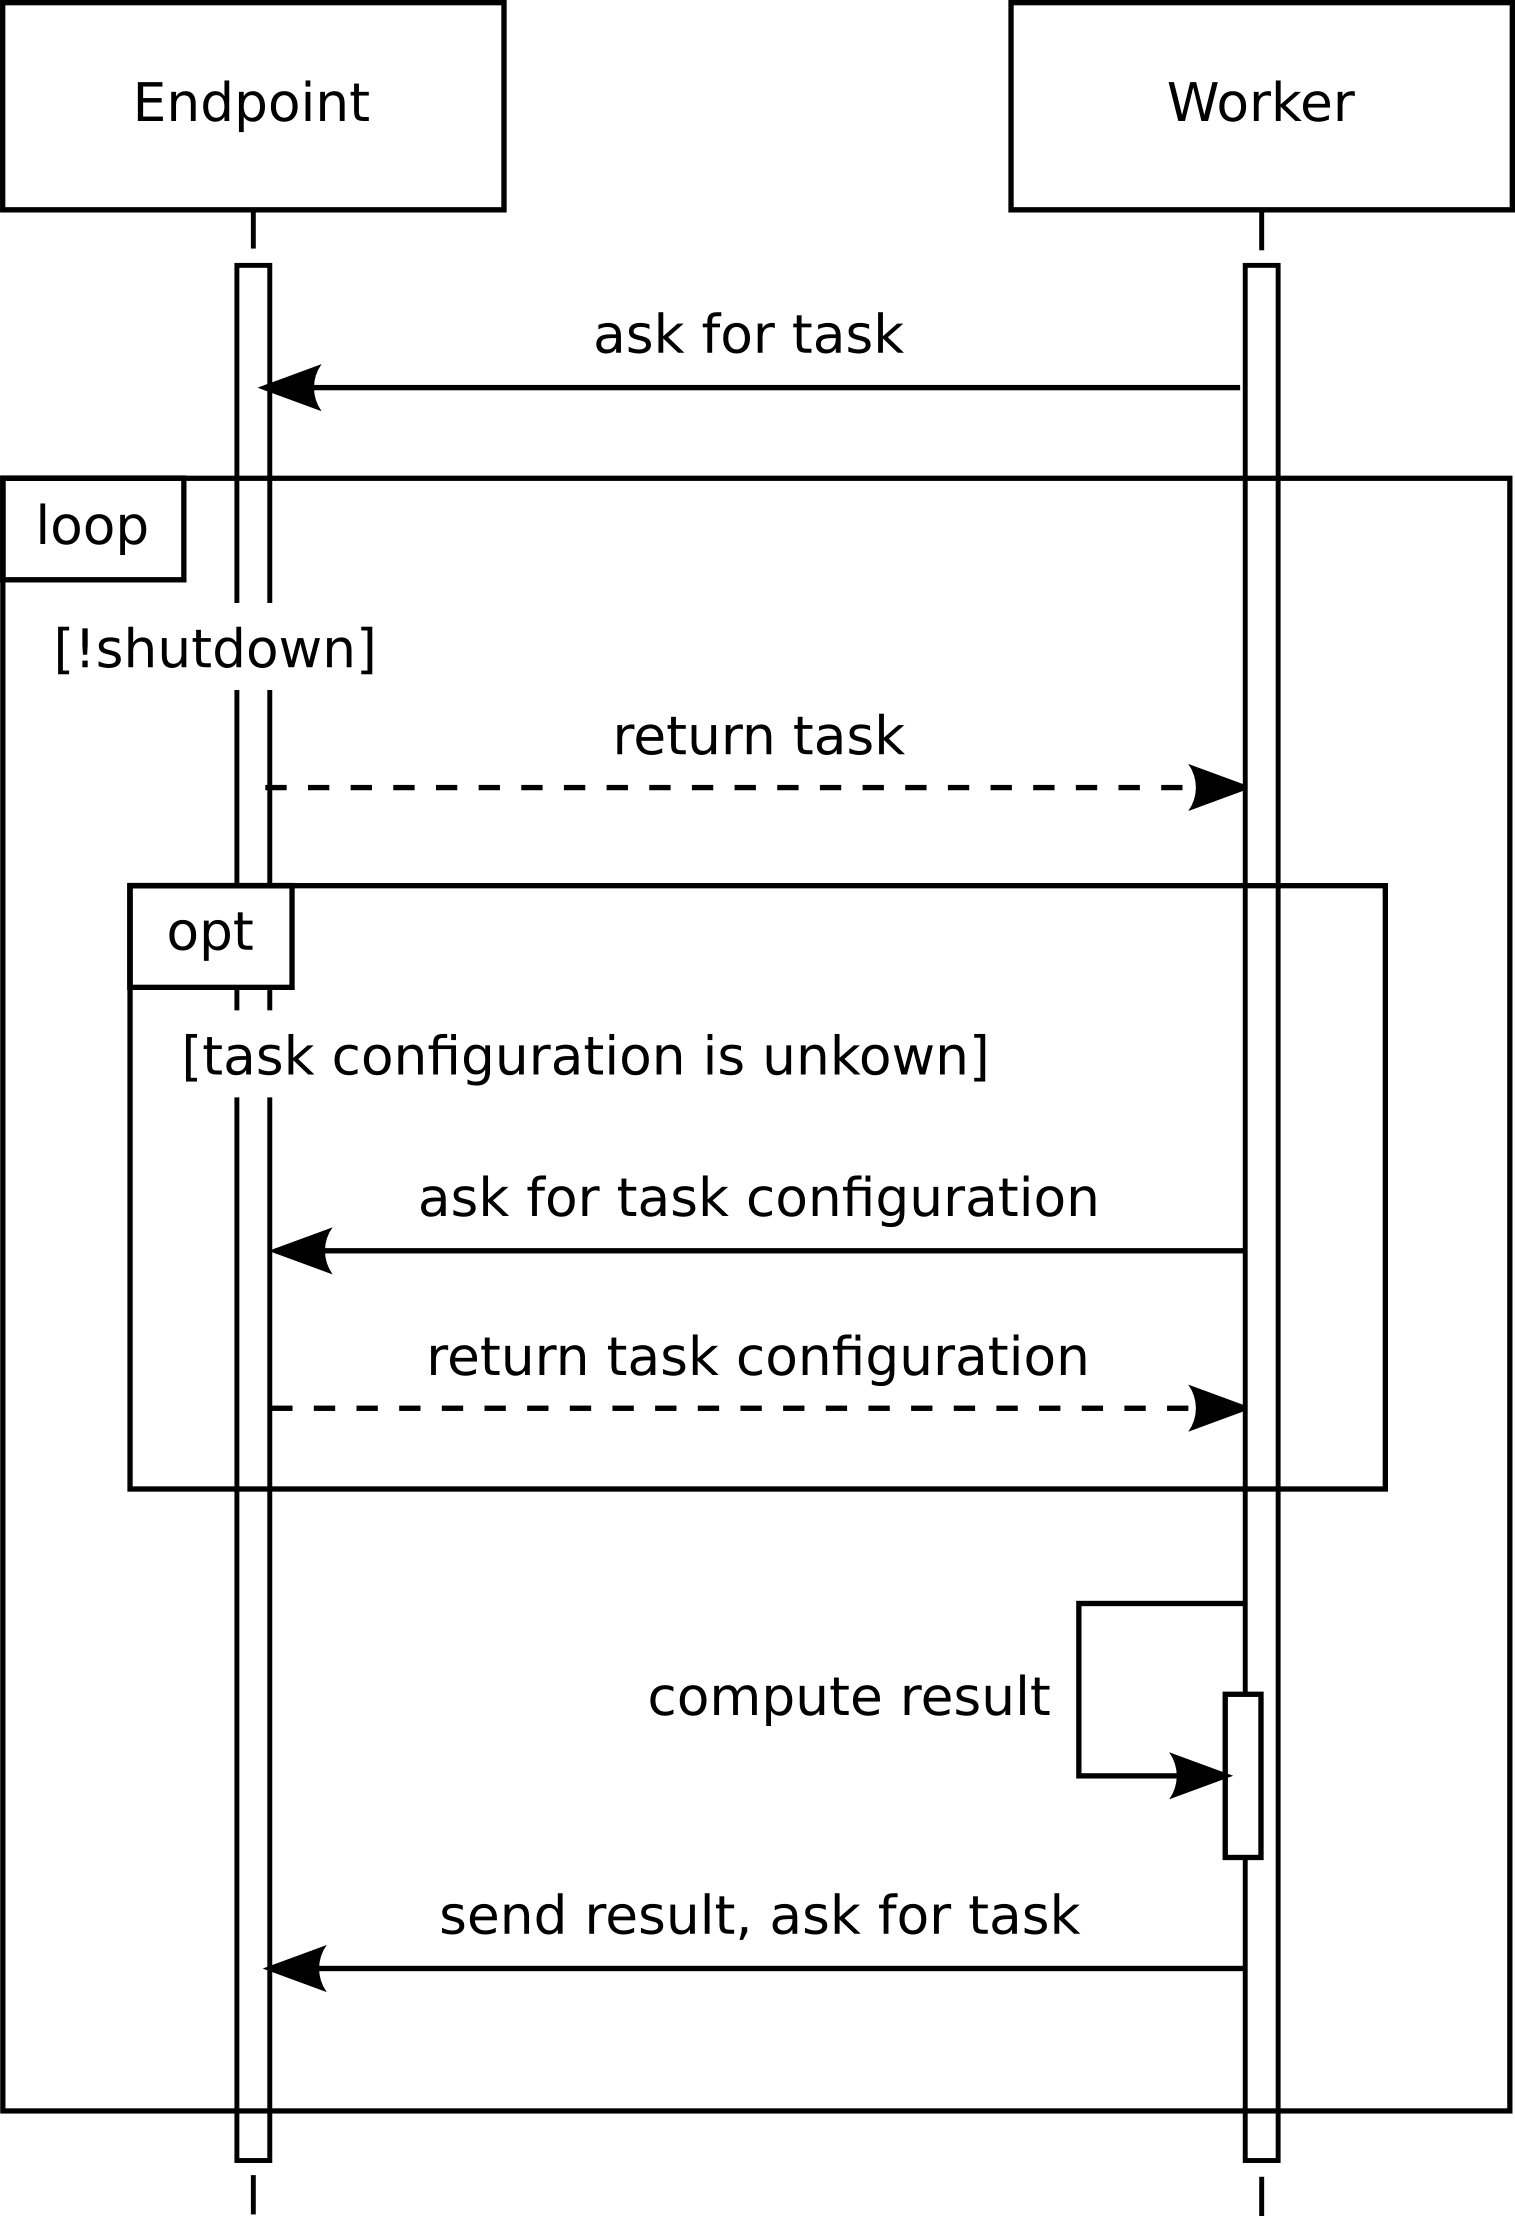 Endpoint
Worker
ask for task
loop
[!shutdown]
return task
opt
[task configuration is unkown]
ask for task configuration
return task configuration
compute result
send result, ask for task